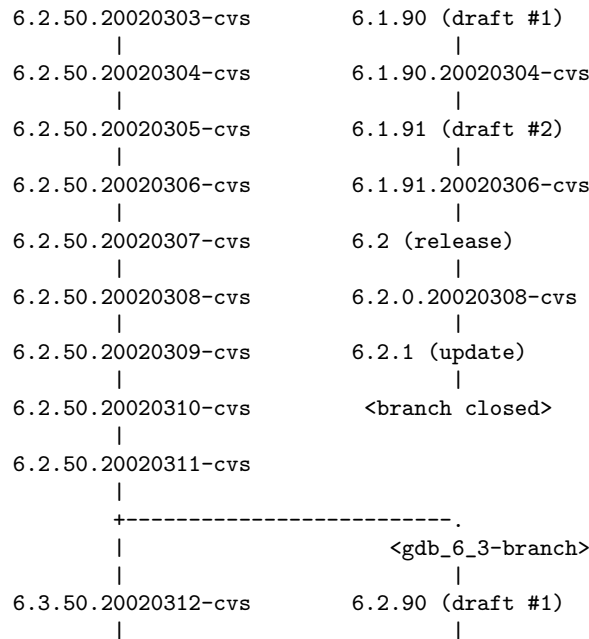 6.2.50.20020303-cvs 6.1.90 (draft #1)
| |
6.2.50.20020304-cvs 6.1.90.20020304-cvs
| |
6.2.50.20020305-cvs 6.1.91 (draft #2)
| |
6.2.50.20020306-cvs 6.1.91.20020306-cvs
| |
6.2.50.20020307-cvs 6.2 (release)
| |
6.2.50.20020308-cvs 6.2.0.20020308-cvs
| |
6.2.50.20020309-cvs 6.2.1 (update)
| |
6.2.50.20020310-cvs <branch closed>
|
6.2.50.20020311-cvs
|
+--------------------------.
| <gdb_6_3-branch>
| |
6.3.50.20020312-cvs 6.2.90 (draft #1)
| |